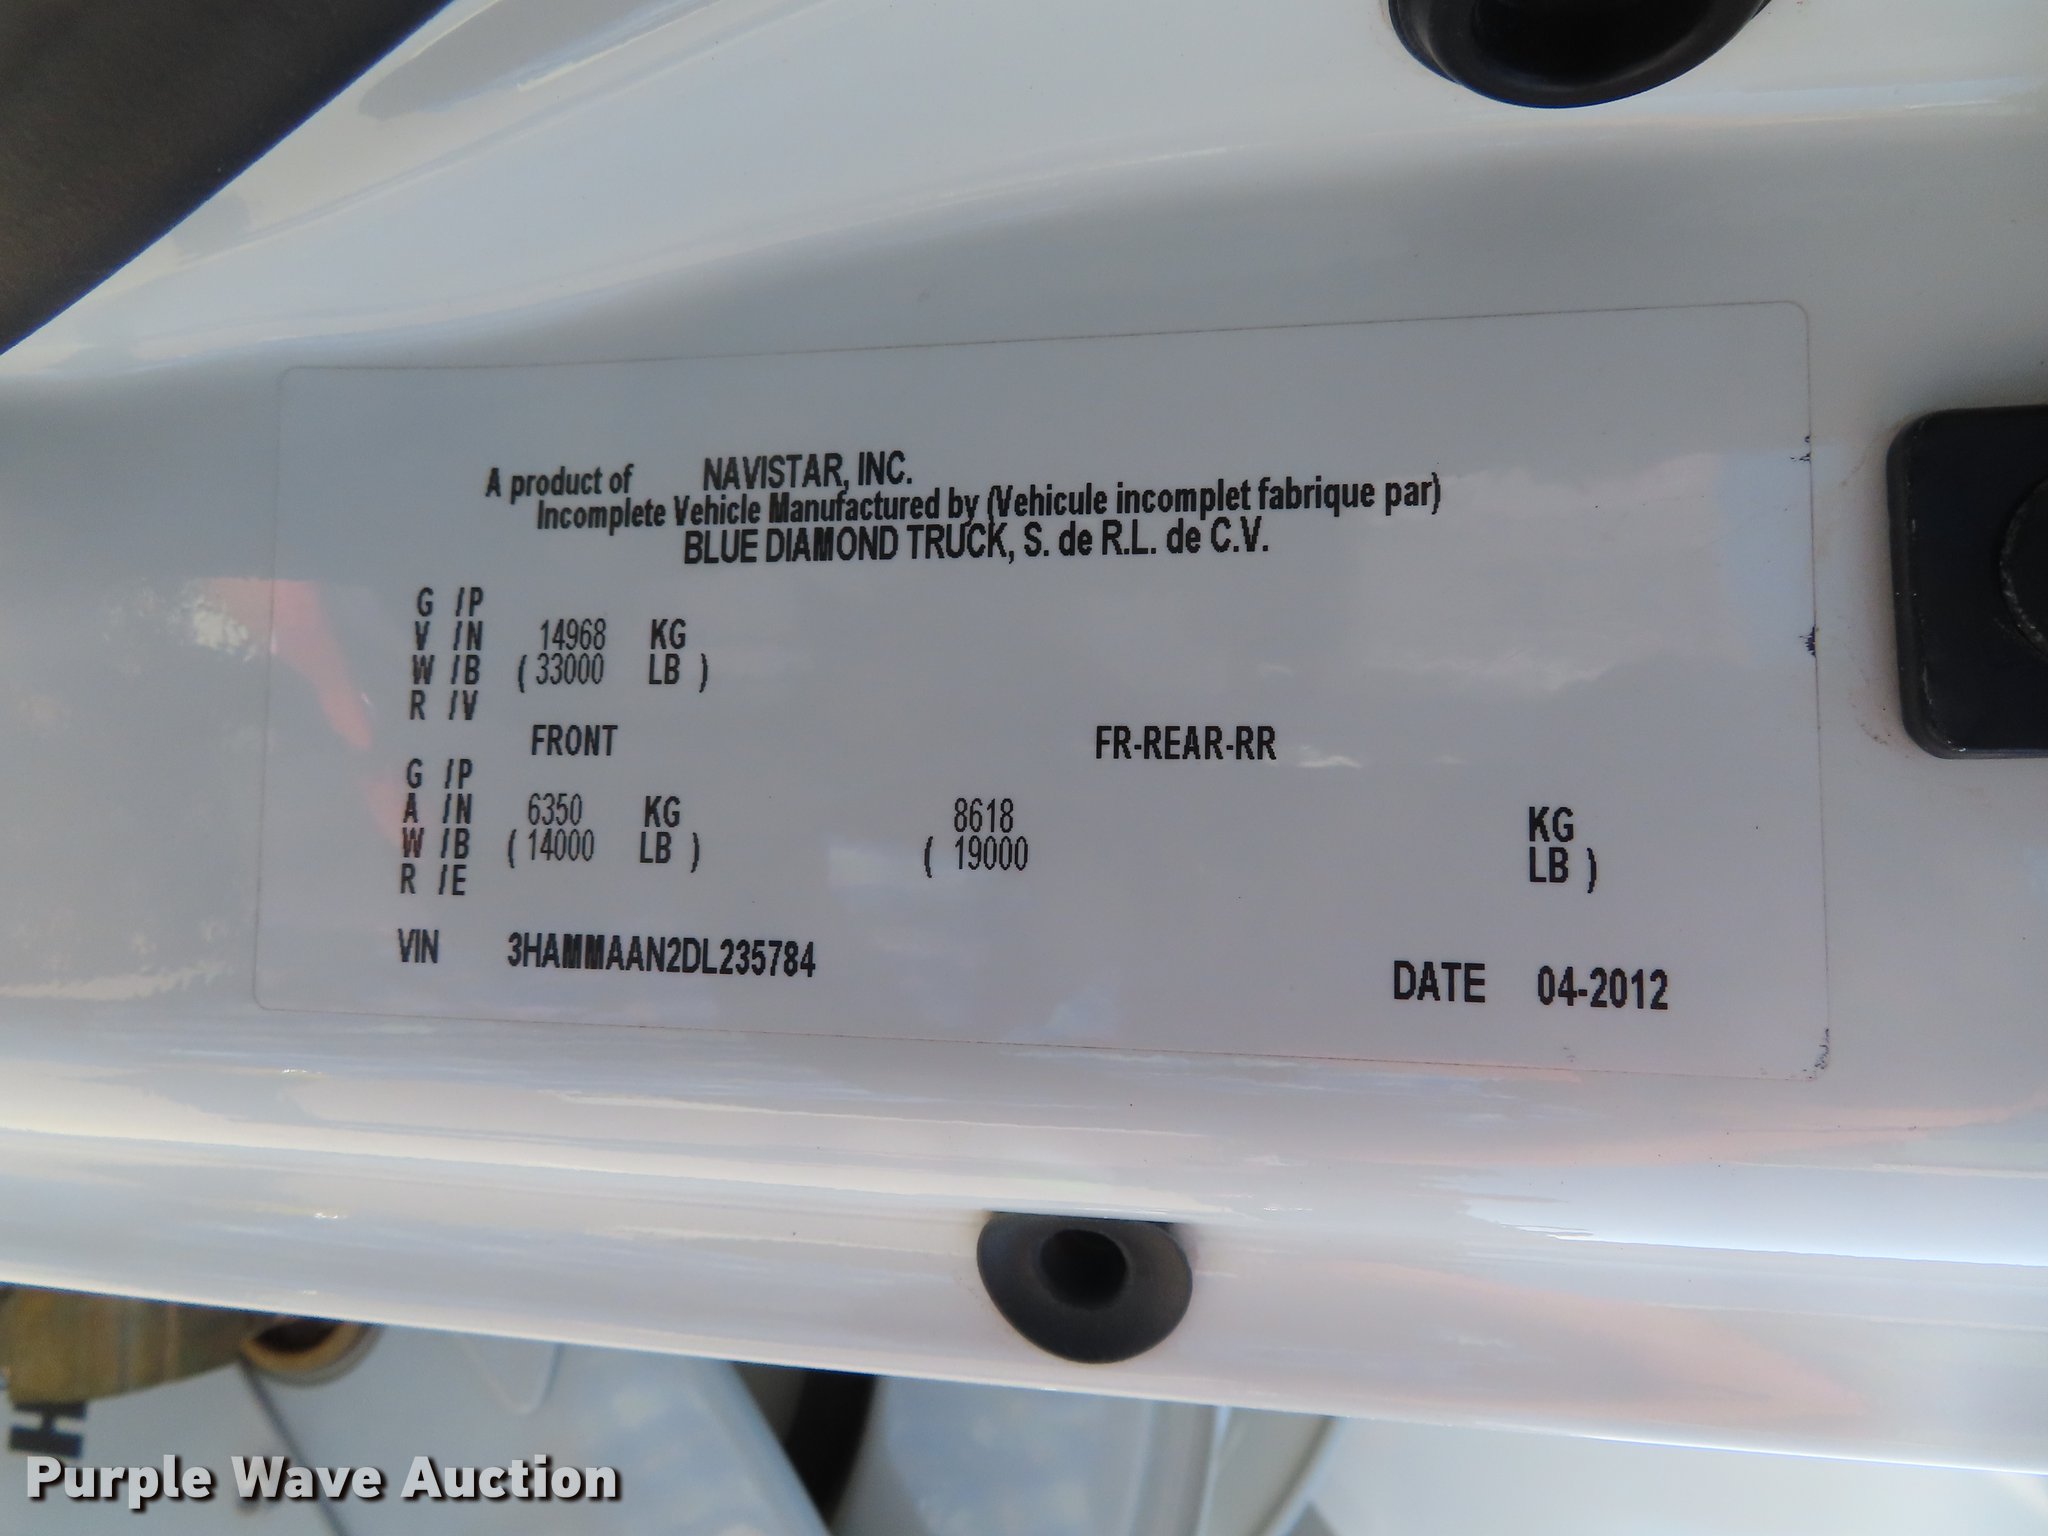 A product of NAVISTAR, INC.
Incomplete Vehicle Manufactured by (Vehicule incomplet fabrique par)
BLUE DIAMOND TRUCK, S. de R.L. de C.V.
G /P
V /N 14968 KG
W /B ( 33000 LB )
R /V
FRONT FR-REAR-RR
G /P
A /N 6350 KG 8618 KG
W /B ( 14000 LB ) ( 19000 LB )
R /E
VIN 3HAMMAAN2DL235784 DATE 04-2012
H
Purple Wave Auction